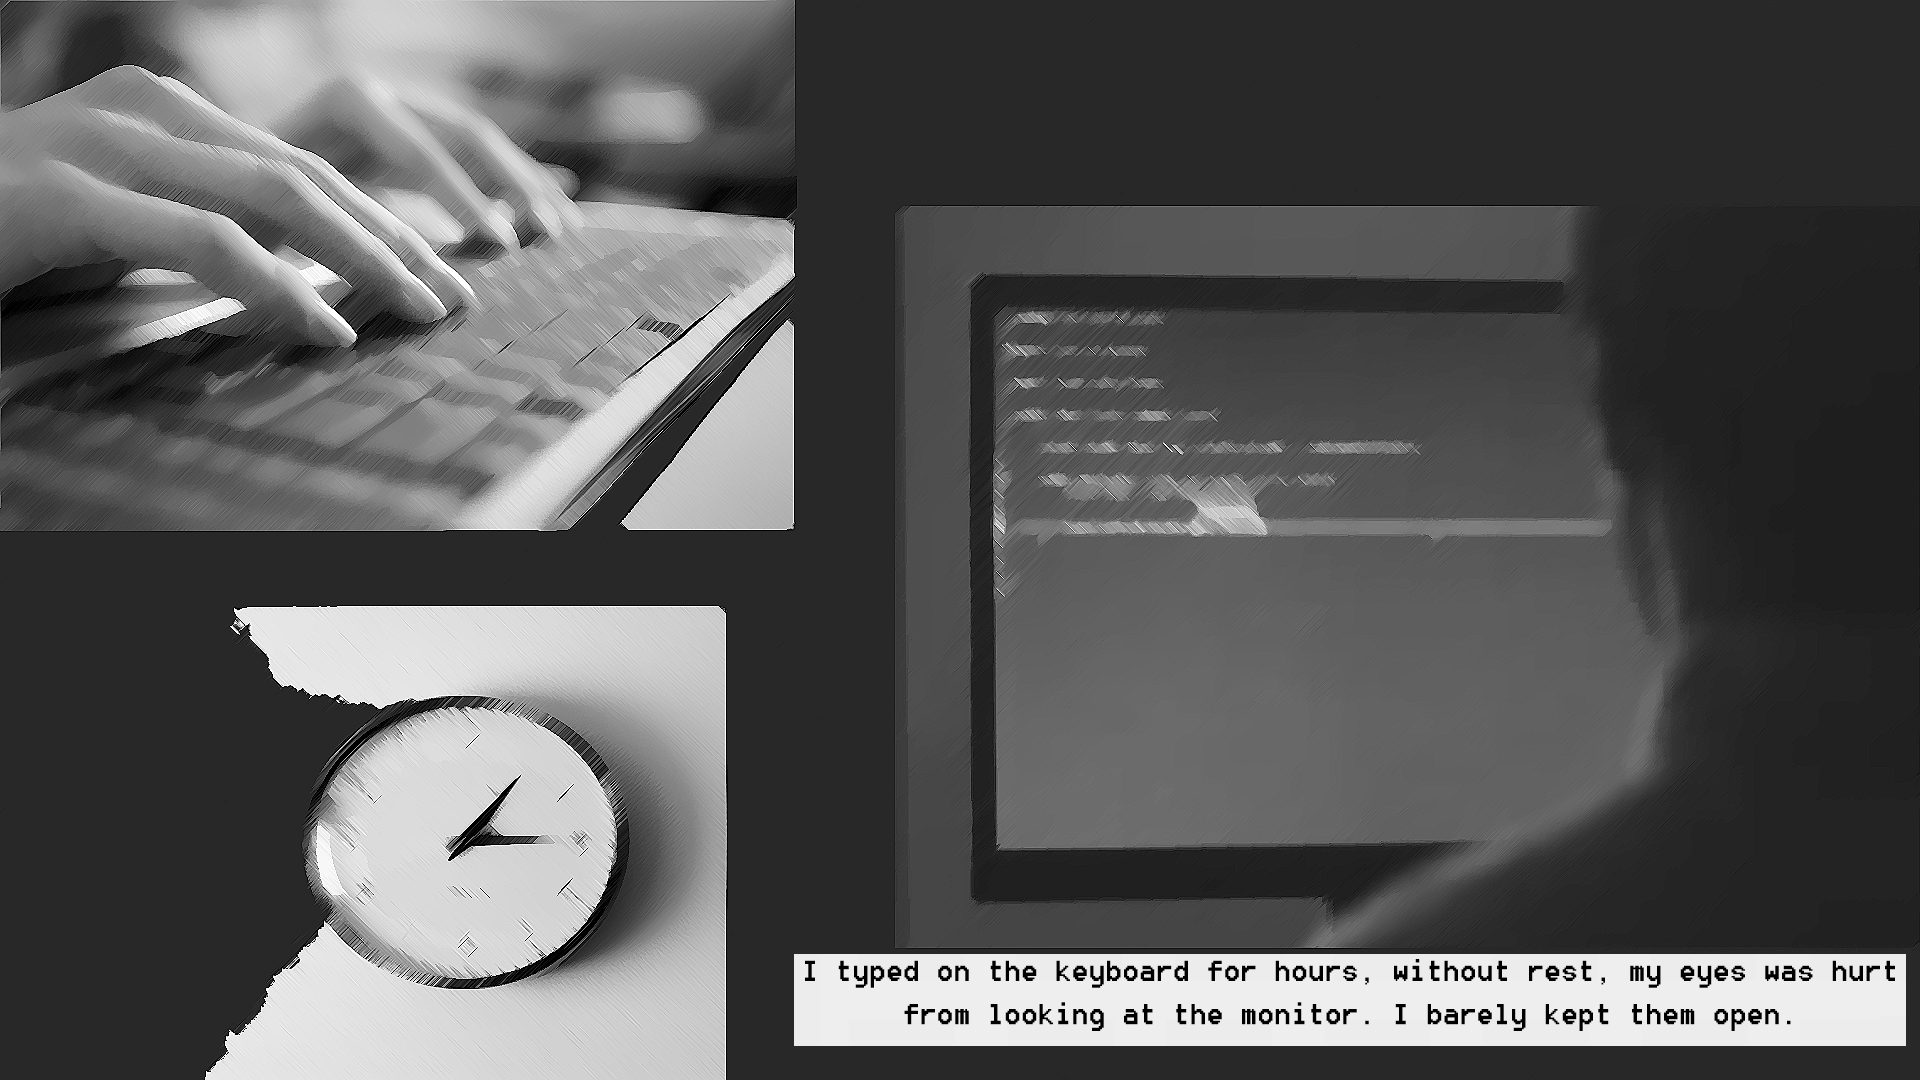 I typed on the keyboard for hours, without rest, my eyes was hurt
from looking at the monitor. I barely kept them open.